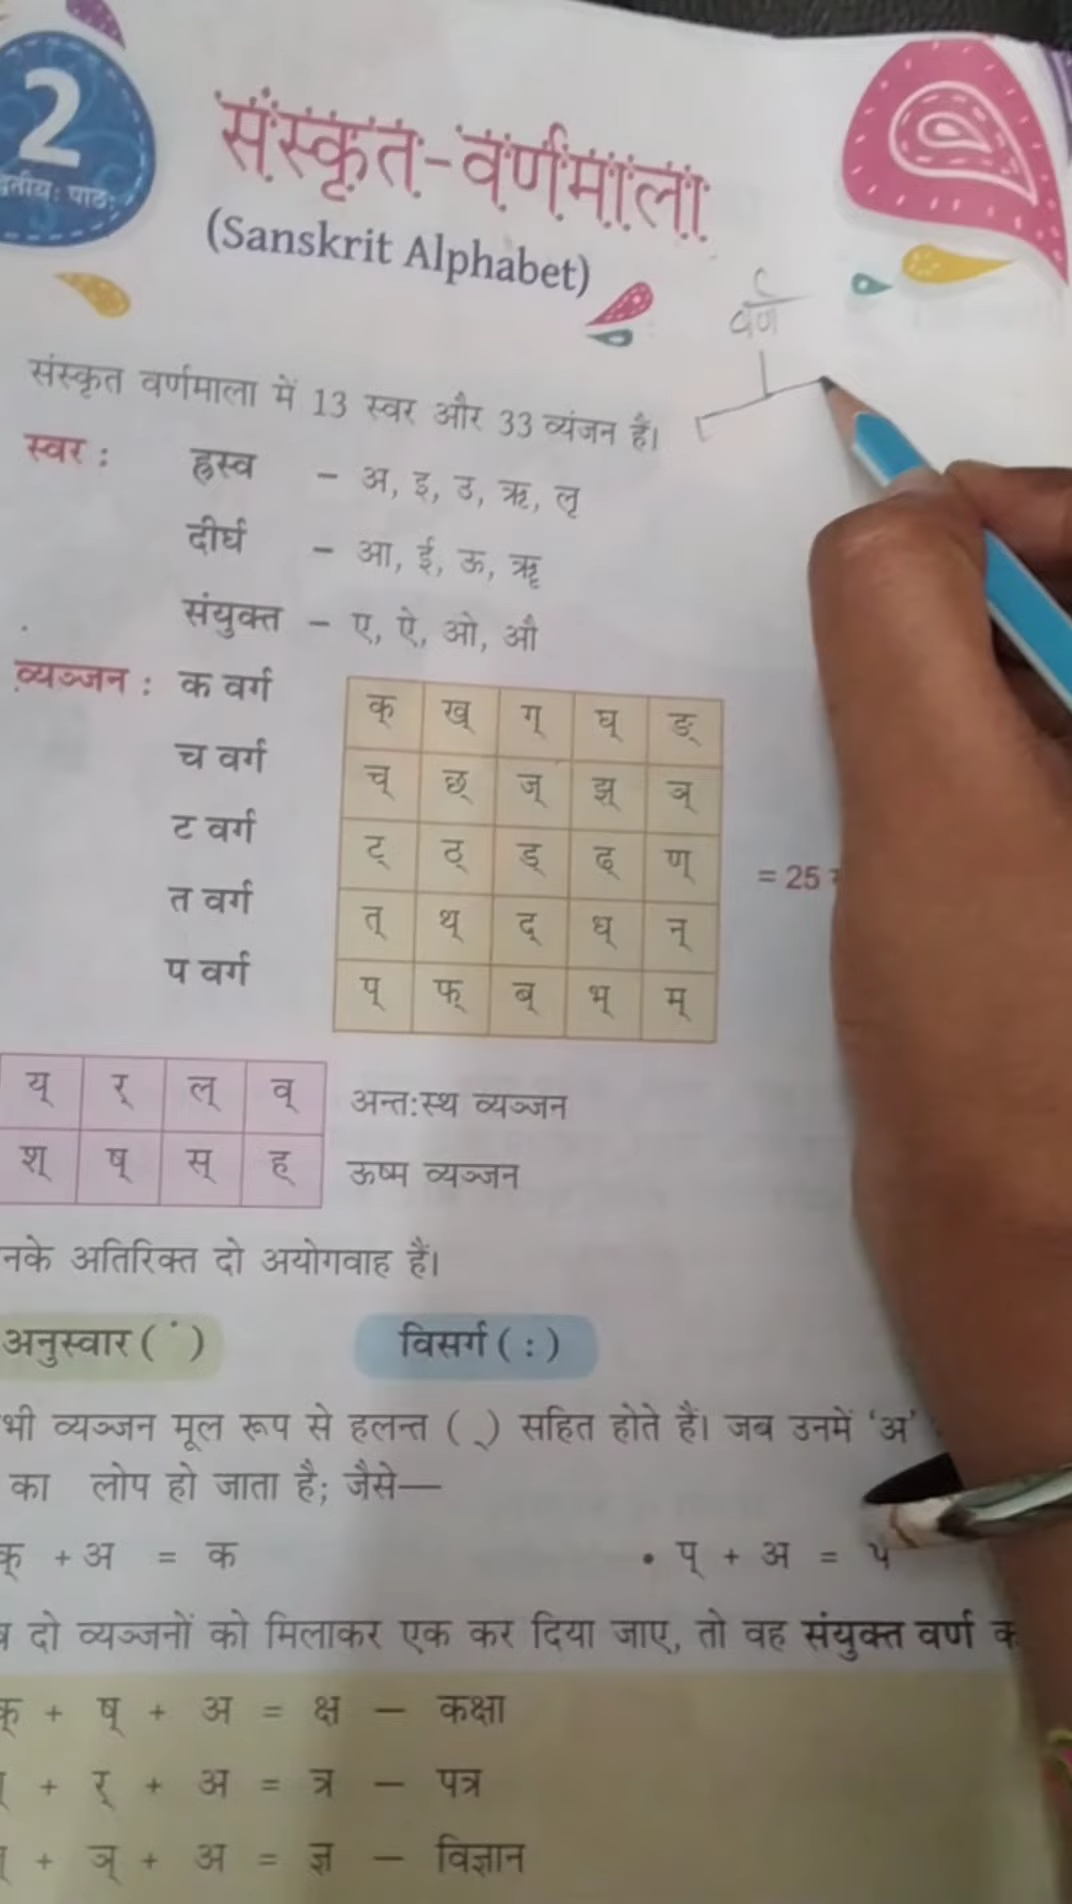 2
संस्कृत-वर्णमाला
(Sanskrit Alphabet)
वर्ण
संस्कृत वर्णमाला में 13 स्वर और 33 व्यंजन हैं।
स्वर : ह्रस्व – अ, इ, उ, ऋ, लृ
दीर्घ – आ, ई, ऊ, ॠ
संयुक्त – ए, ऐ, ओ, औ
व्यञ्जन : क वर्ग क् ख् ग् घ् ङ्
च वर्ग च् छ् ज् झ् ञ्
ट वर्ग ट् ठ् ड् ढ् ण्
= 25
त वर्ग त् थ् द् ध् न्
प वर्ग प् फ् ब् भ् म्
य् र् ल् व् अन्त:स्थ व्यञ्जन
श् ष् स् ह् ऊष्म व्यञ्जन
अतिरिक्त दो अयोगवाह हैं।
अनुस्वार ( ं ) विसर्ग ( : )
व्यञ्जन मूल रूप से हलन्त ( ् ) सहित होते हैं। जब उनमें ‘अ’
का लोप हो जाता है; जैसे—
क् + अ = क • प् + अ =
दो व्यञ्जनों को मिलाकर एक कर दिया जाए, तो वह संयुक्त वर्ण
क् + ष् + अ = क्ष – कक्षा
+ र् + अ = त्र – पत्र
+ ञ् + अ = ज्ञ – विज्ञान